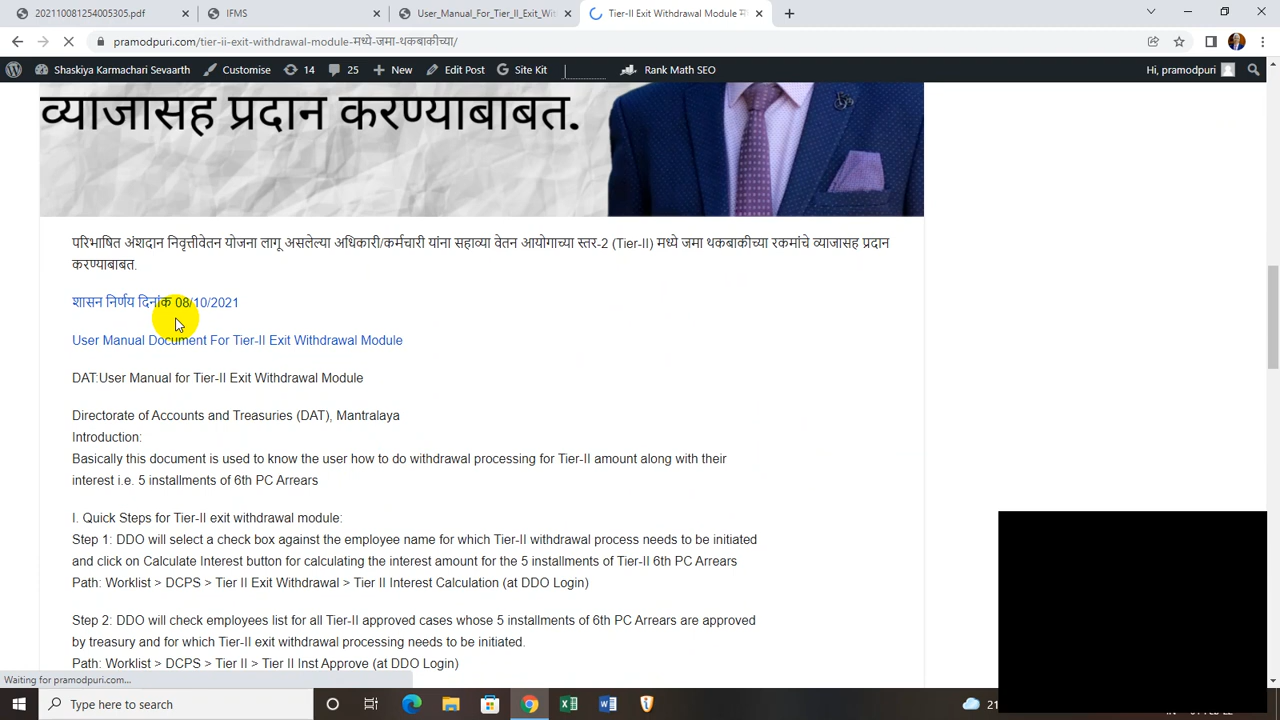 202110081254005305.pdf
IFMS
User_Manual_For_Tier_II_Exit_Wit
Tier-II Exit Withdrawal Module म
pramodpuri.com/tier-ii-exit-withdrawal-module-मध्ये-जमा-थकबाकीच्या/
Shaskiya Karmachari Sevaarth Customise 14 25 New Edit Post Site Kit Rank Math SEO Hi, pramodpuri
व्याजासह प्रदान करण्याबाबत.
परिभाषित अंशदान निवृत्तीवेतन योजना लागू असलेल्या अधिकारी/कर्मचारी यांना सहाव्या वेतन आयोगाच्या स्तर-2 (Tier-II) मध्ये जमा थकबाकीच्या रकमांचे व्याजासह प्रदान
करण्याबाबत.
शासन निर्णय दिनांक 08/10/2021
User Manual Document For Tier-II Exit Withdrawal Module
DAT:User Manual for Tier-II Exit Withdrawal Module
Directorate of Accounts and Treasuries (DAT), Mantralaya
Introduction:
Basically this document is used to know the user how to do withdrawal processing for Tier-II amount along with their
interest i.e. 5 installments of 6th PC Arrears
I. Quick Steps for Tier-II exit withdrawal module:
Step 1: DDO will select a check box against the employee name for which Tier-II withdrawal process needs to be initiated
and click on Calculate Interest button for calculating the interest amount for the 5 installments of Tier-II 6th PC Arrears
Path: Worklist > DCPS > Tier II Exit Withdrawal > Tier II Interest Calculation (at DDO Login)
Step 2: DDO will check employees list for all Tier-II approved cases whose 5 installments of 6th PC Arrears are approved
by treasury and for which Tier-II exit withdrawal processing needs to be initiated.
Path: Worklist > DCPS > Tier II > Tier II Inst Approve (at DDO Login)
Waiting for pramodpuri.com...
Type here to search
21